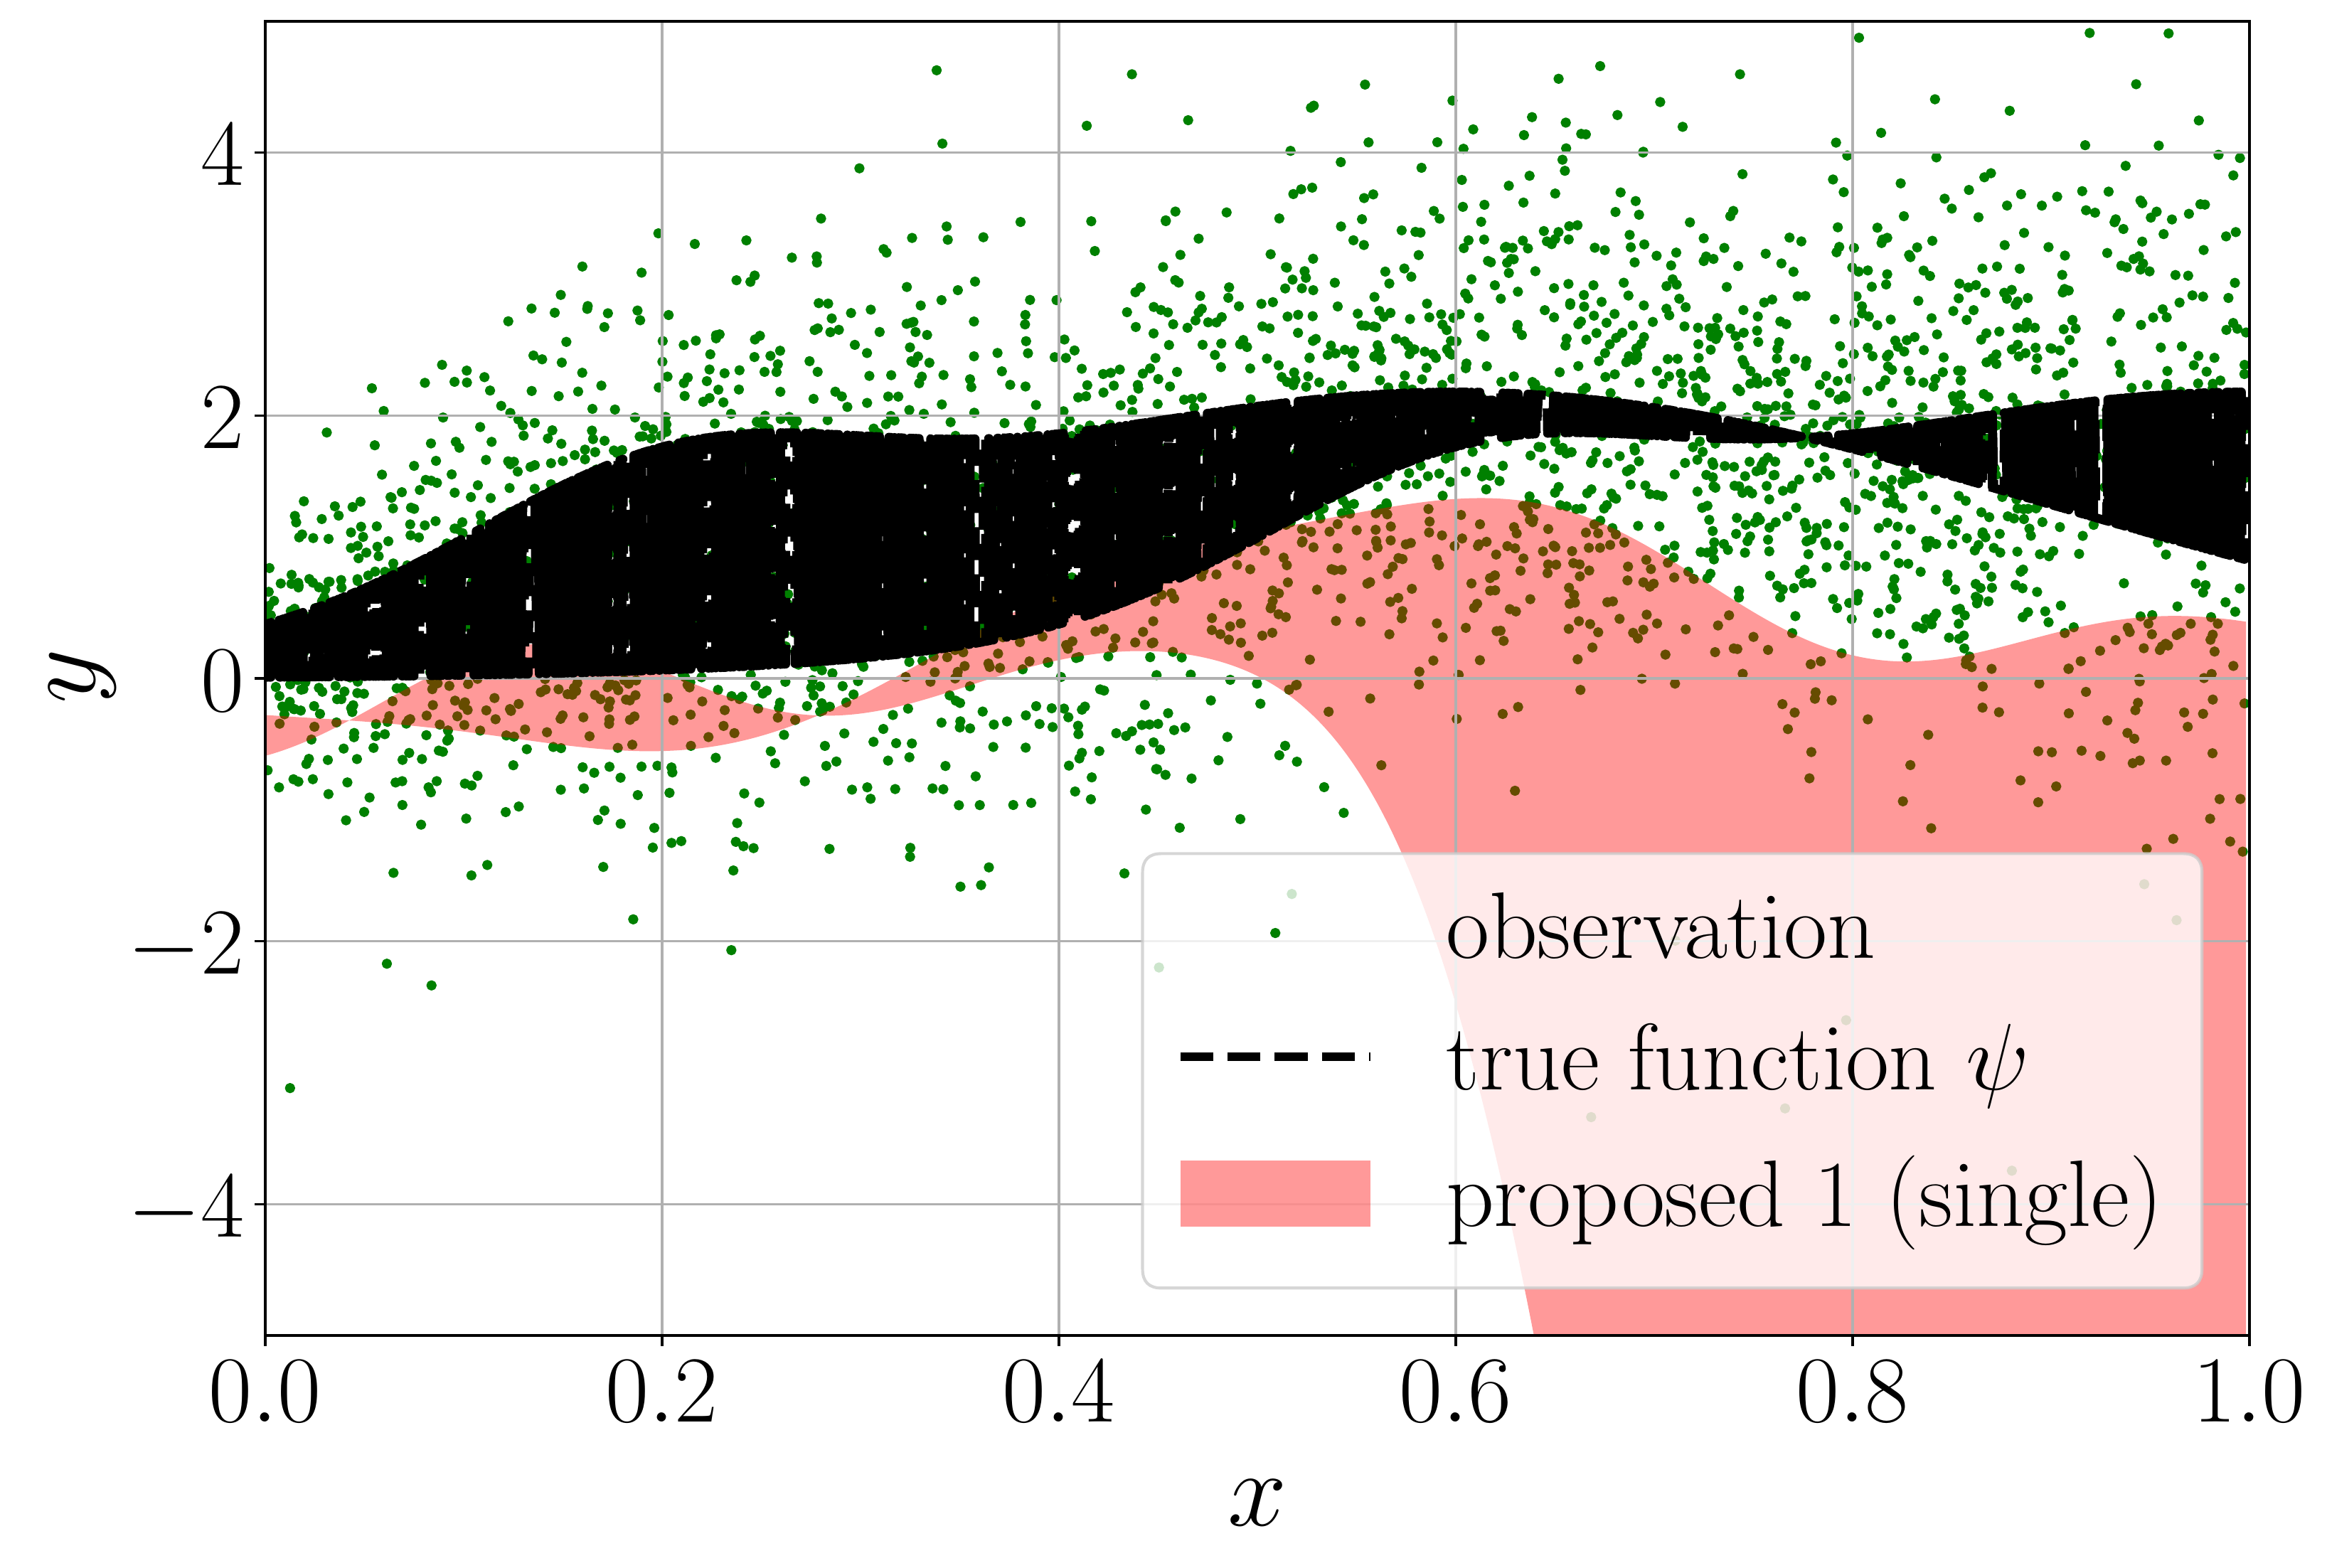 4
2
0
−2
−4
y
observation
true function ψ
proposed 1 (single)
0.0 0.2 0.4 0.6 0.8 1.0
x